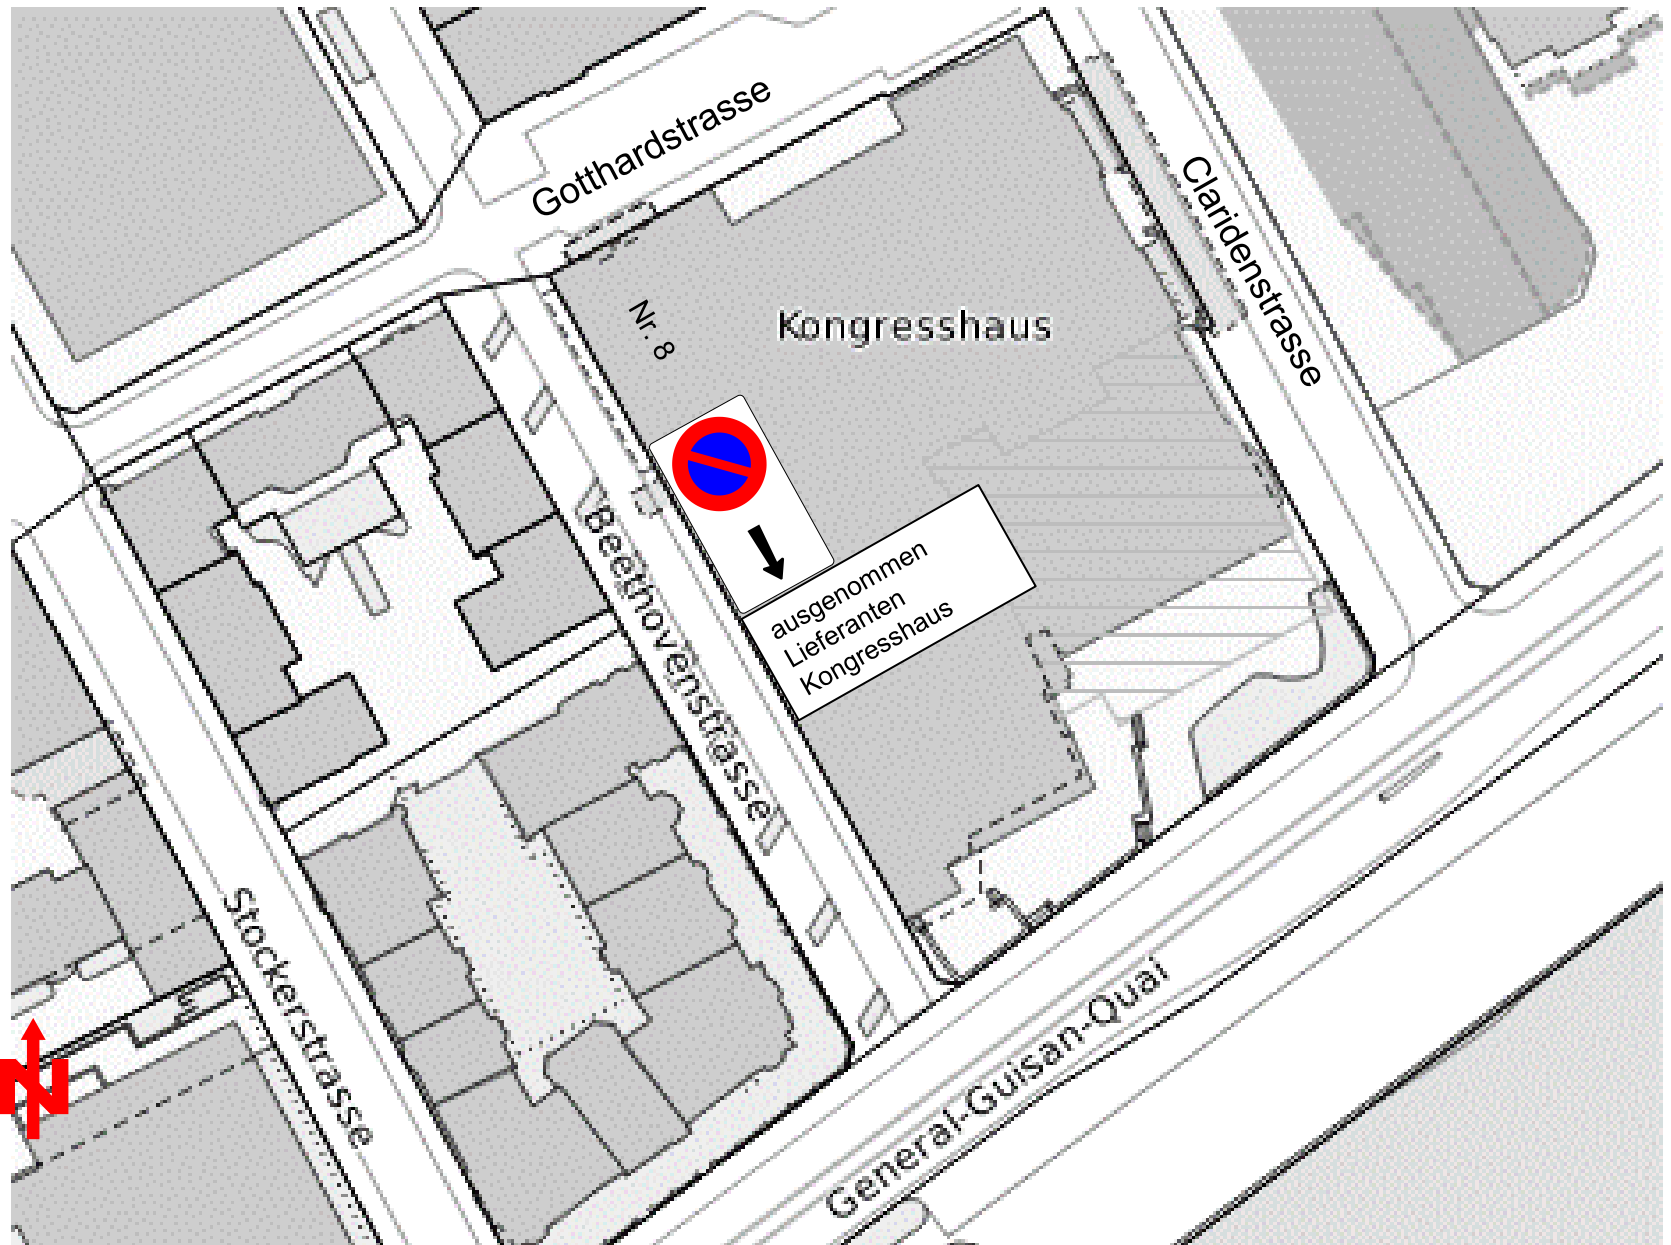 Gotthardstrasse
Claridenstrasse
Nr. 8
Kongresshaus
ausgenommen
Lieferanten
Kongresshaus
Beethovenstrasse
Stockerstrasse
General-Guisan-Quai
N